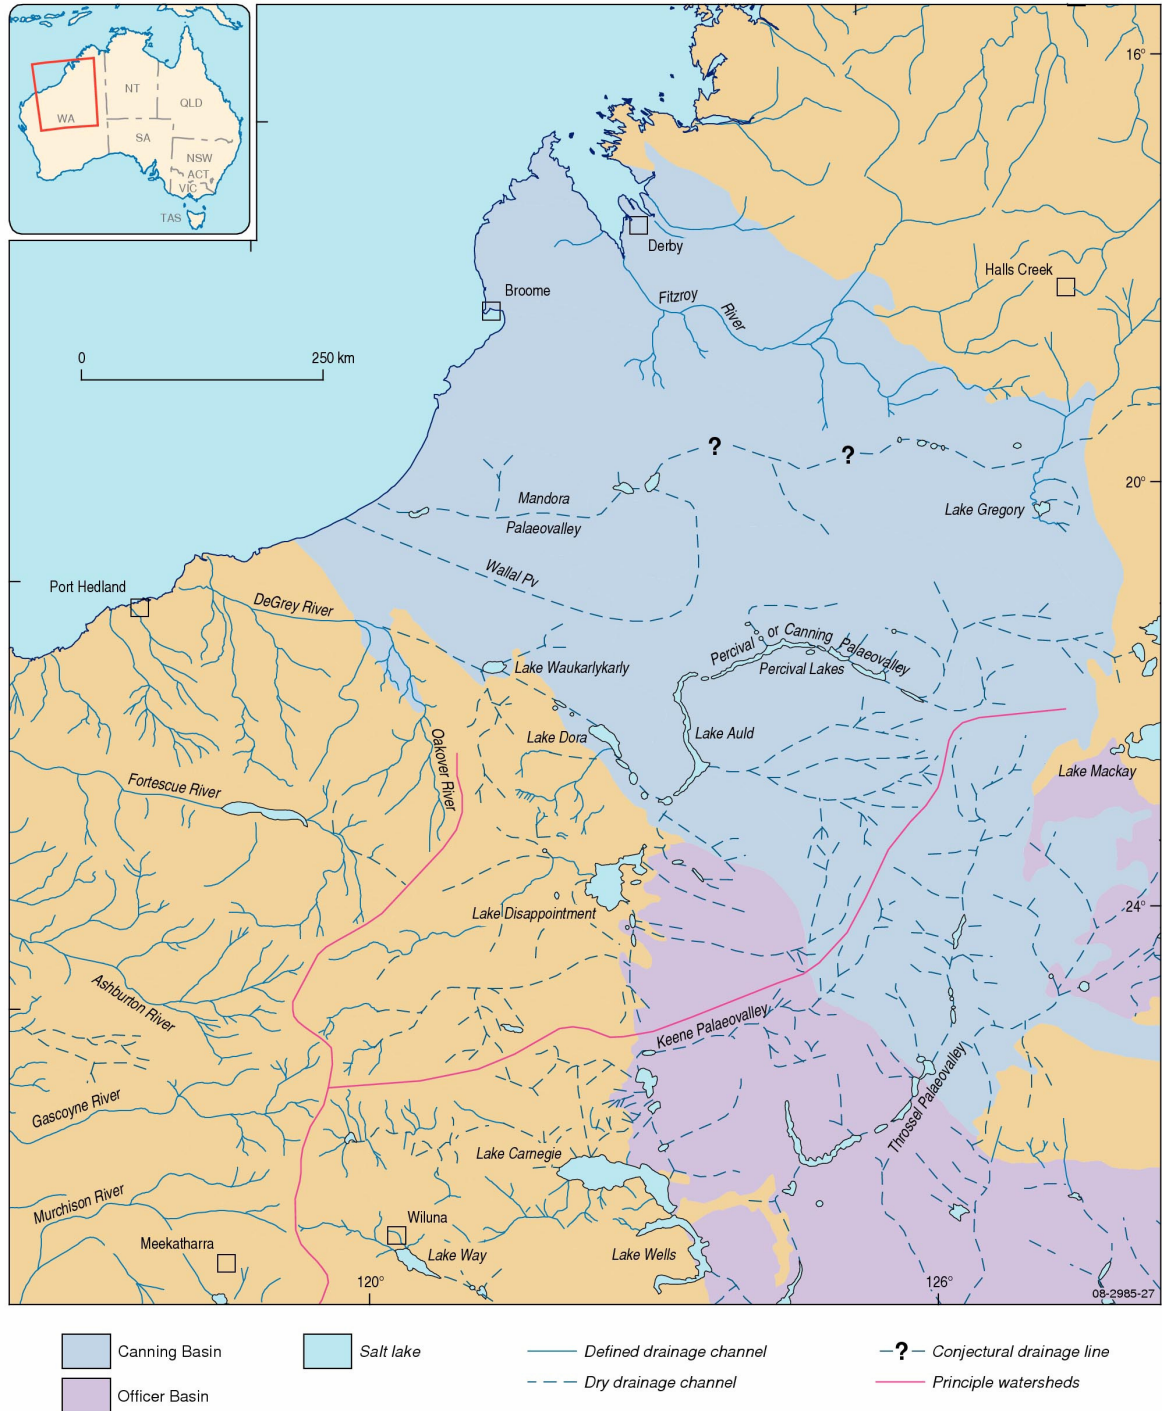 NT
QLD
WA
SA
NSW
ACT
VIC
TAS
16°
Derby
Halls Creek
Broome
Fitzroy
River
0
250 km
?
?
20°
Mandora
Palaeovalley
Lake Gregory
Wallal Pv
Port Hedland
DeGrey River
Percival or Canning Palaeovalley
Percival Lakes
Lake Waukarlykarly
Lake Dora
Lake Auld
Oakover River
Lake Mackay
Fortescue River
24°
Lake Disappointment
Ashburton River
Keene Palaeovalley
Throssel Palaeovalley
Gascoyne River
Lake Carnegie
Murchison River
Wiluna
Meekatharra
Lake Way
Lake Wells
120°
126°
08-2985-27
Canning Basin
Salt lake
Defined drainage channel
? Conjectural drainage line
Officer Basin
Dry drainage channel
Principle watersheds